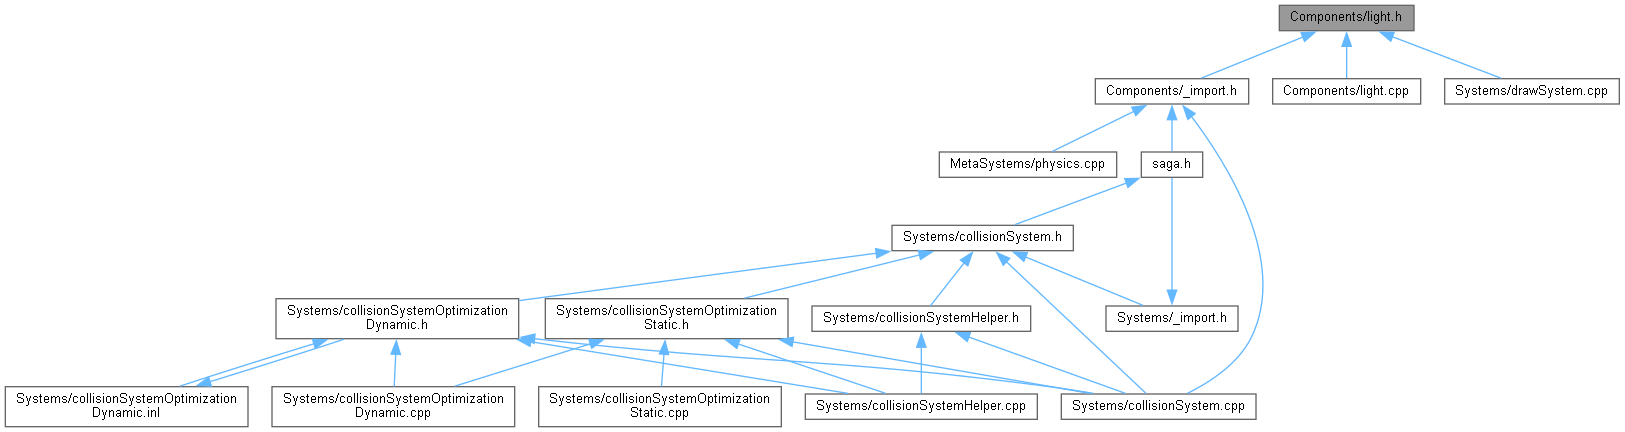 Components/light.h
Components/_import.h
Components/light.cpp
Systems/drawSystem.cpp
MetaSystems/physics.cpp
saga.h
Systems/collisionSystem.h
Systems/collisionSystemOptimization
Dynamic.h
Systems/collisionSystemOptimization
Static.h
Systems/collisionSystemHelper.h
Systems/_import.h
Systems/collisionSystemOptimization
Dynamic.inl
Systems/collisionSystemOptimization
Dynamic.cpp
Systems/collisionSystemOptimization
Static.cpp
Systems/collisionSystemHelper.cpp
Systems/collisionSystem.cpp